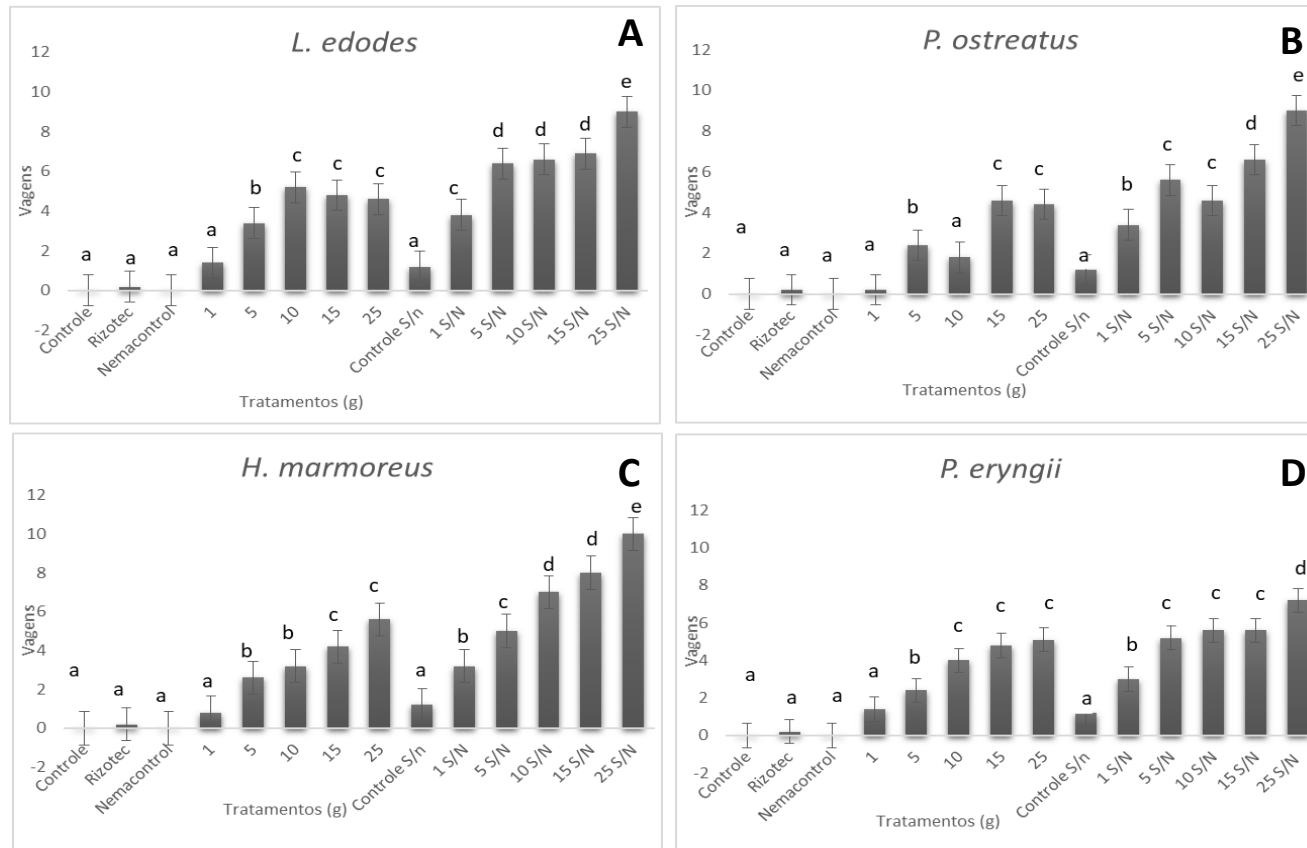 L. edodes
A
12
10
8
6
4
2
0
-2
Vagens
a a a a b c c c a c d d d e
Controle Rizotec Nemacontrol 1 5 10 15 25 Controle S/n 1 S/N 5 S/N 10 S/N 15 S/N 25 S/N
Tratamentos (g)
P. ostreatus
B
12
10
8
6
4
2
0
-2
Vagens
a a a a b a c c a b c c d e
Controle Rizotec Nemacontrol 1 5 10 15 25 Controle S/N 1 S/N 5 S/N 10 S/N 15 S/N 25 S/N
Tratamentos (g)
H. marmoreus
C
12
10
8
6
4
2
0
-2
Vagens
a a a a b b c c a b c d d e
Controle Rizotec Nemacontrol 1 5 10 15 25 Controle S/n 1 S/N 5 S/N 10 S/N 15 S/N 25 S/N
Tratamentos (g)
P. eryngii
D
12
10
8
6
4
2
0
-2
Vagens
a a a a b c c c a b c c c d
Controle Rizotec Nemacontrol 1 5 10 15 25 Controle S/n 1 S/N 5 S/N 10 S/N 15 S/N 25 S/N
Tratamentos (g)